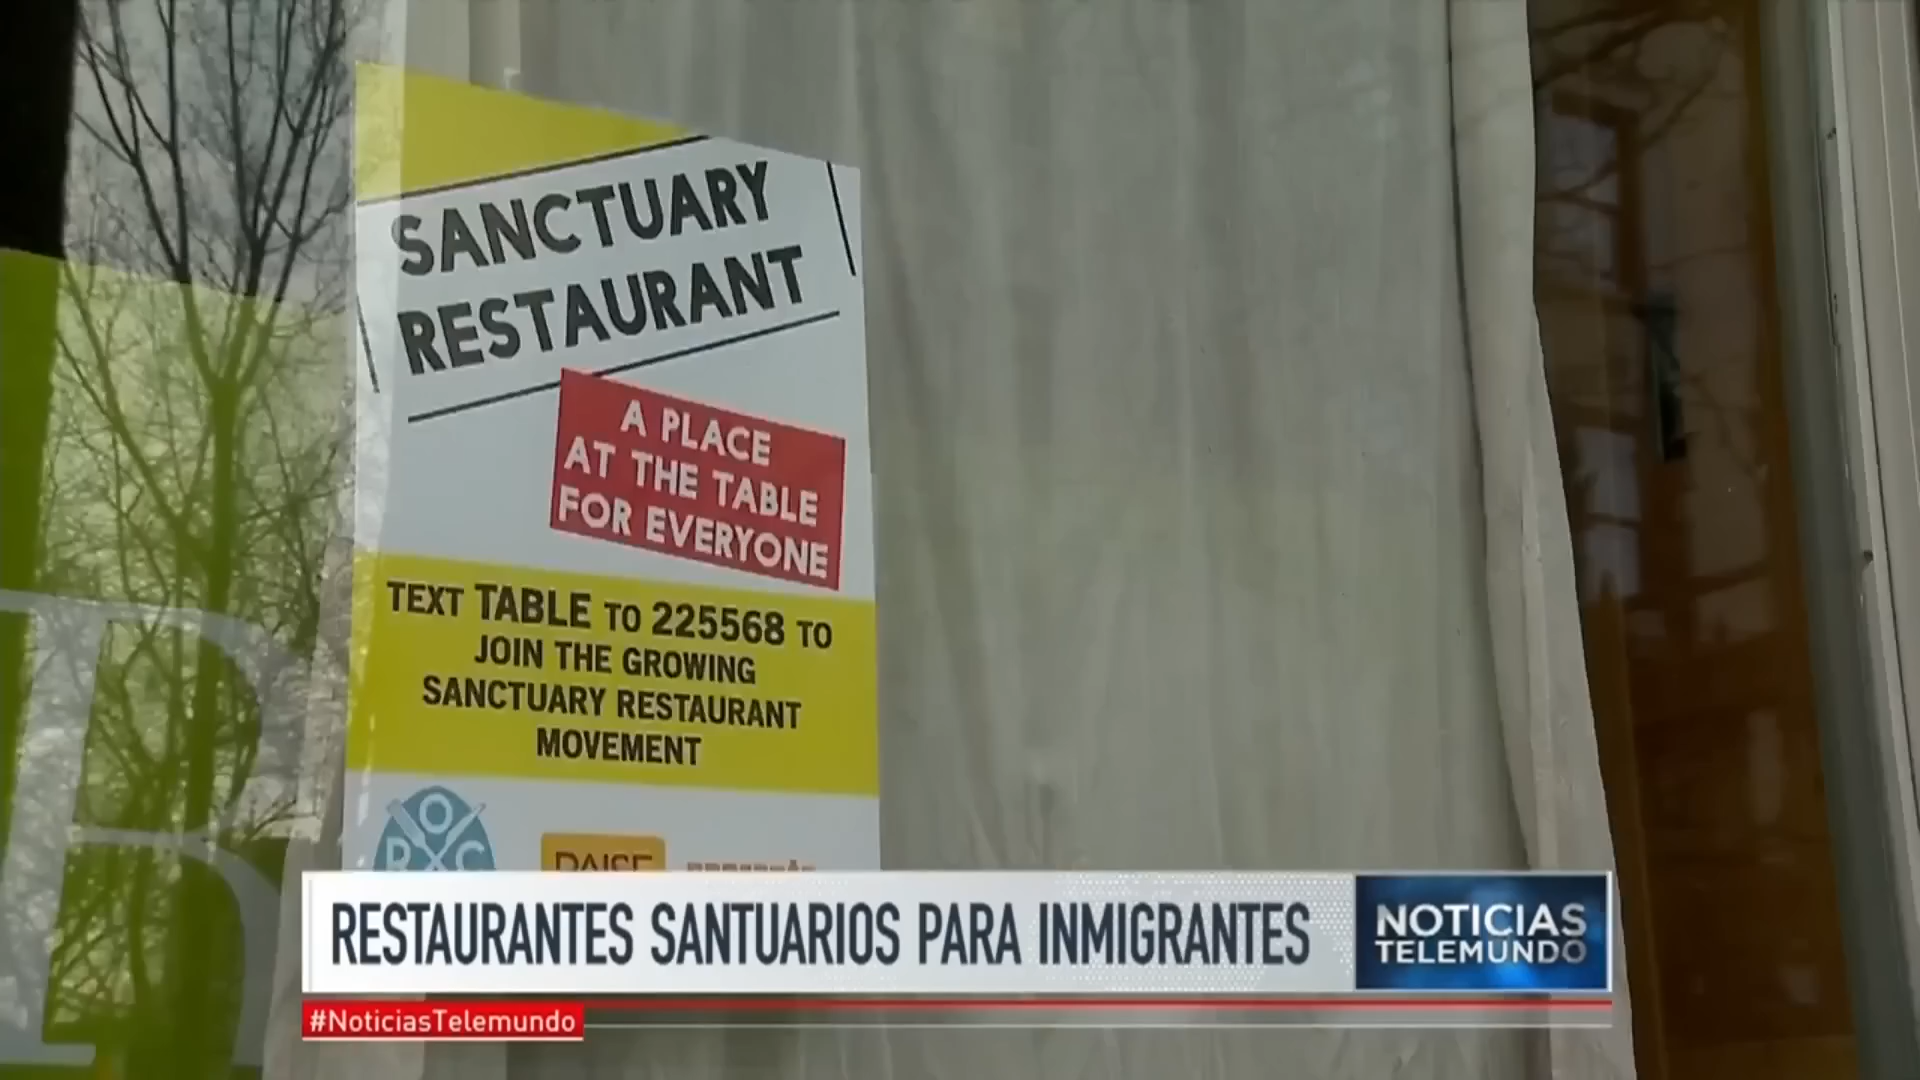 SANCTUARY
RESTAURANT
A PLACE
AT THE TABLE
FOR EVERYONE
TEXT TABLE TO 225568 TO
JOIN THE GROWING
SANCTUARY RESTAURANT
MOVEMENT
ROC
RESTAURANTES SANTUARIOS PARA INMIGRANTES
NOTICIAS
TELEMUNDO
#NoticiasTelemundo